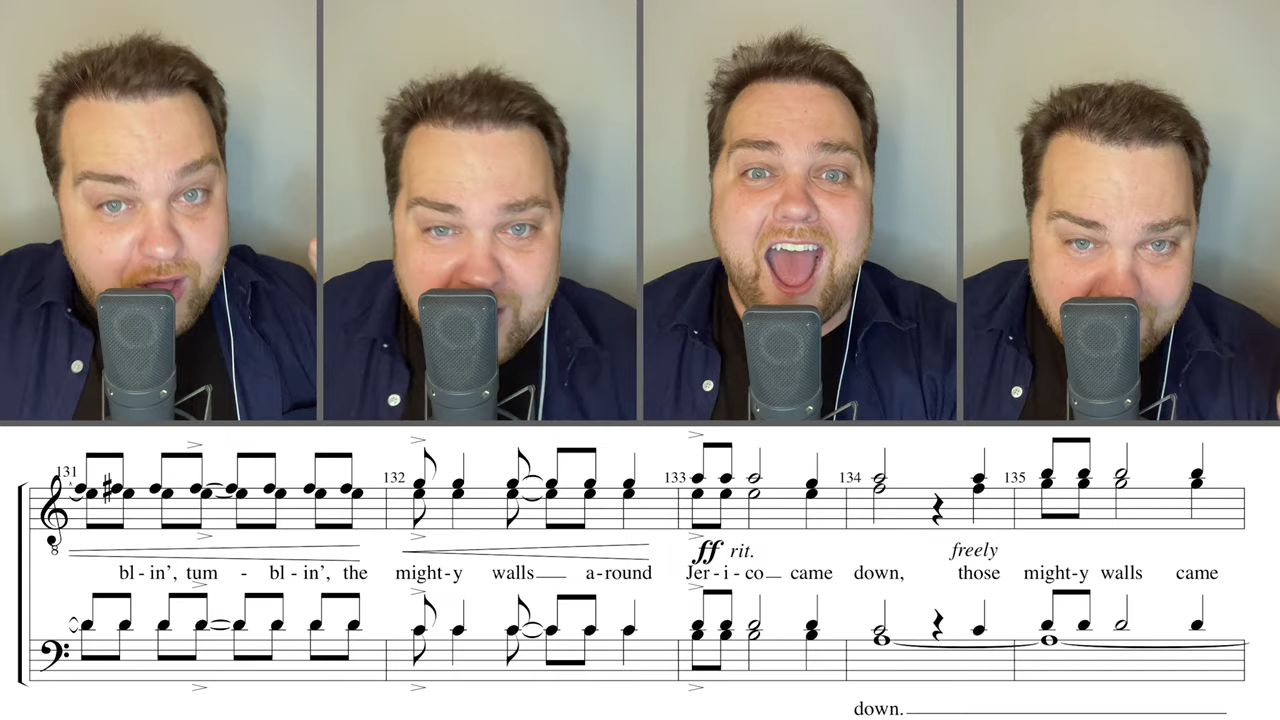 131 132 133 134 135
8
ff rit. freely
bl - in’, tum - bl - in’, the might - y walls a - round Jer - i - co came down, those might - y walls came
down.